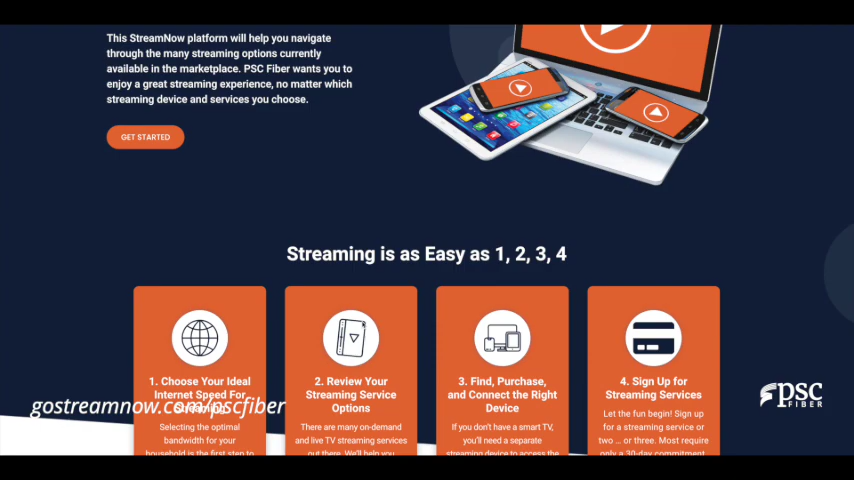 This StreamNow platform will help you navigate
through the many streaming options currently
available in the marketplace. PSC Fiber wants you to
enjoy a great streaming experience, no matter which
streaming device and services you choose.
GET STARTED
Streaming is as Easy as 1, 2, 3, 4
1. Choose Your Ideal
Internet Speed For
Selecting the optimal
bandwidth for your
household is the first step to
2. Review Your
Streaming Service
Options
There are many on-demand
and live TV streaming services
out there. We'll help you
3. Find, Purchase,
and Connect the Right
Device
If you don't have a smart TV,
you'll need a separate
streaming device to access the
4. Sign Up for
Streaming Services
Let the fun begin! Sign up
for a streaming service or
two ... or three. Most require
only a 30-day commitment
gostreamnow.com/pscfiber
psc
FIBER